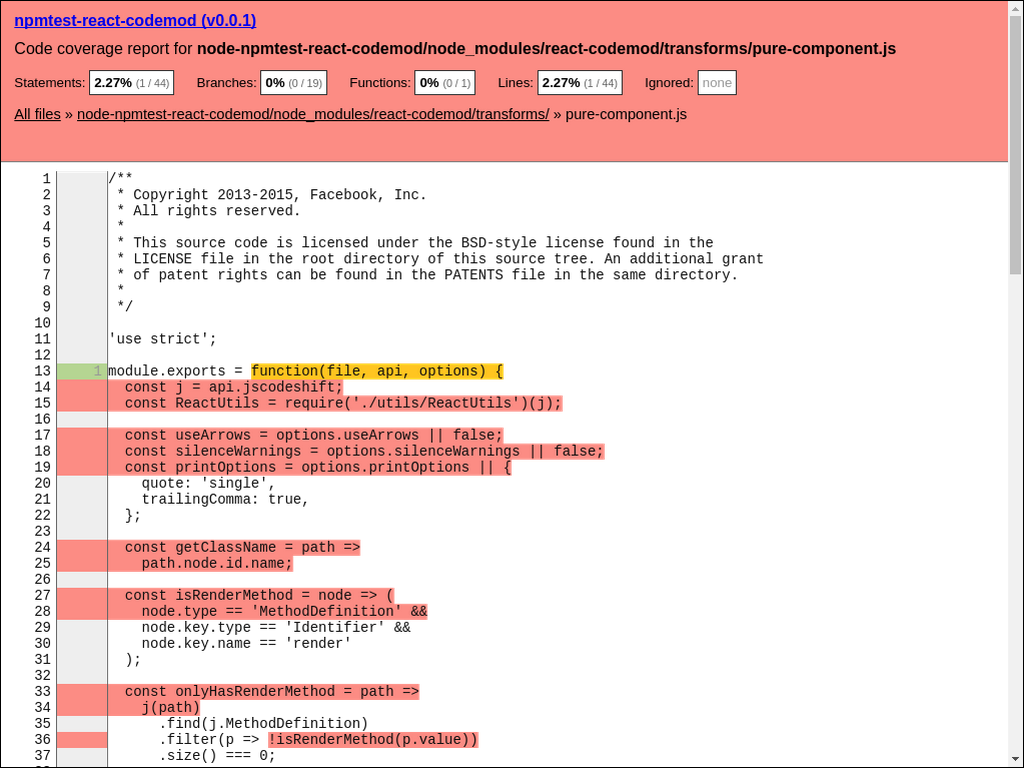 npmtest-react-codemod (v0.0.1)
Code coverage report for node-npmtest-react-codemod/node_modules/react-codemod/transforms/pure-component.js
Statements: 2.27% (1 / 44) Branches: 0% (0 / 19) Functions: 0% (0 / 1) Lines: 2.27% (1 / 44) Ignored: none
All files » node-npmtest-react-codemod/node_modules/react-codemod/transforms/ » pure-component.js
1 /**
2  * Copyright 2013-2015, Facebook, Inc.
3  * All rights reserved.
4  *
5  * This source code is licensed under the BSD-style license found in the
6  * LICENSE file in the root directory of this source tree. An additional grant
7  * of patent rights can be found in the PATENTS file in the same directory.
8  *
9  */
10
11 'use strict';
12
13 1 module.exports = function(file, api, options) {
14   const j = api.jscodeshift;
15   const ReactUtils = require('./utils/ReactUtils')(j);
16
17   const useArrows = options.useArrows || false;
18   const silenceWarnings = options.silenceWarnings || false;
19   const printOptions = options.printOptions || {
20     quote: 'single',
21     trailingComma: true,
22   };
23
24   const getClassName = path =>
25     path.node.id.name;
26
27   const isRenderMethod = node => (
28     node.type == 'MethodDefinition' &&
29     node.key.type == 'Identifier' &&
30     node.key.name == 'render'
31   );
32
33   const onlyHasRenderMethod = path =>
34     j(path)
35       .find(j.MethodDefinition)
36       .filter(p => !isRenderMethod(p.value))
37       .size() === 0;